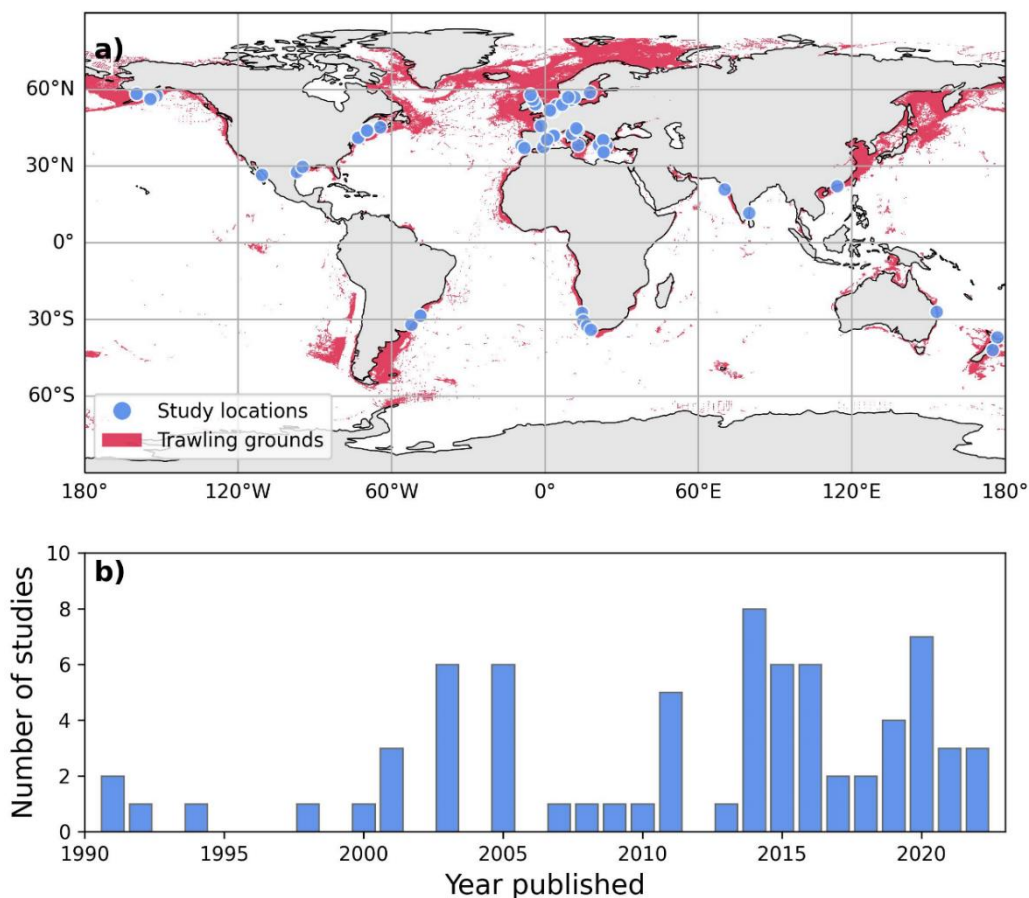 a)
60°N
30°N
0°
30°S
60°S
Study locations
Trawling grounds
180° 120°W 60°W 0° 60°E 120°E 180°
b)
Number of studies
10
8
6
4
2
0
1990 1995 2000 2005 2010 2015 2020
Year published